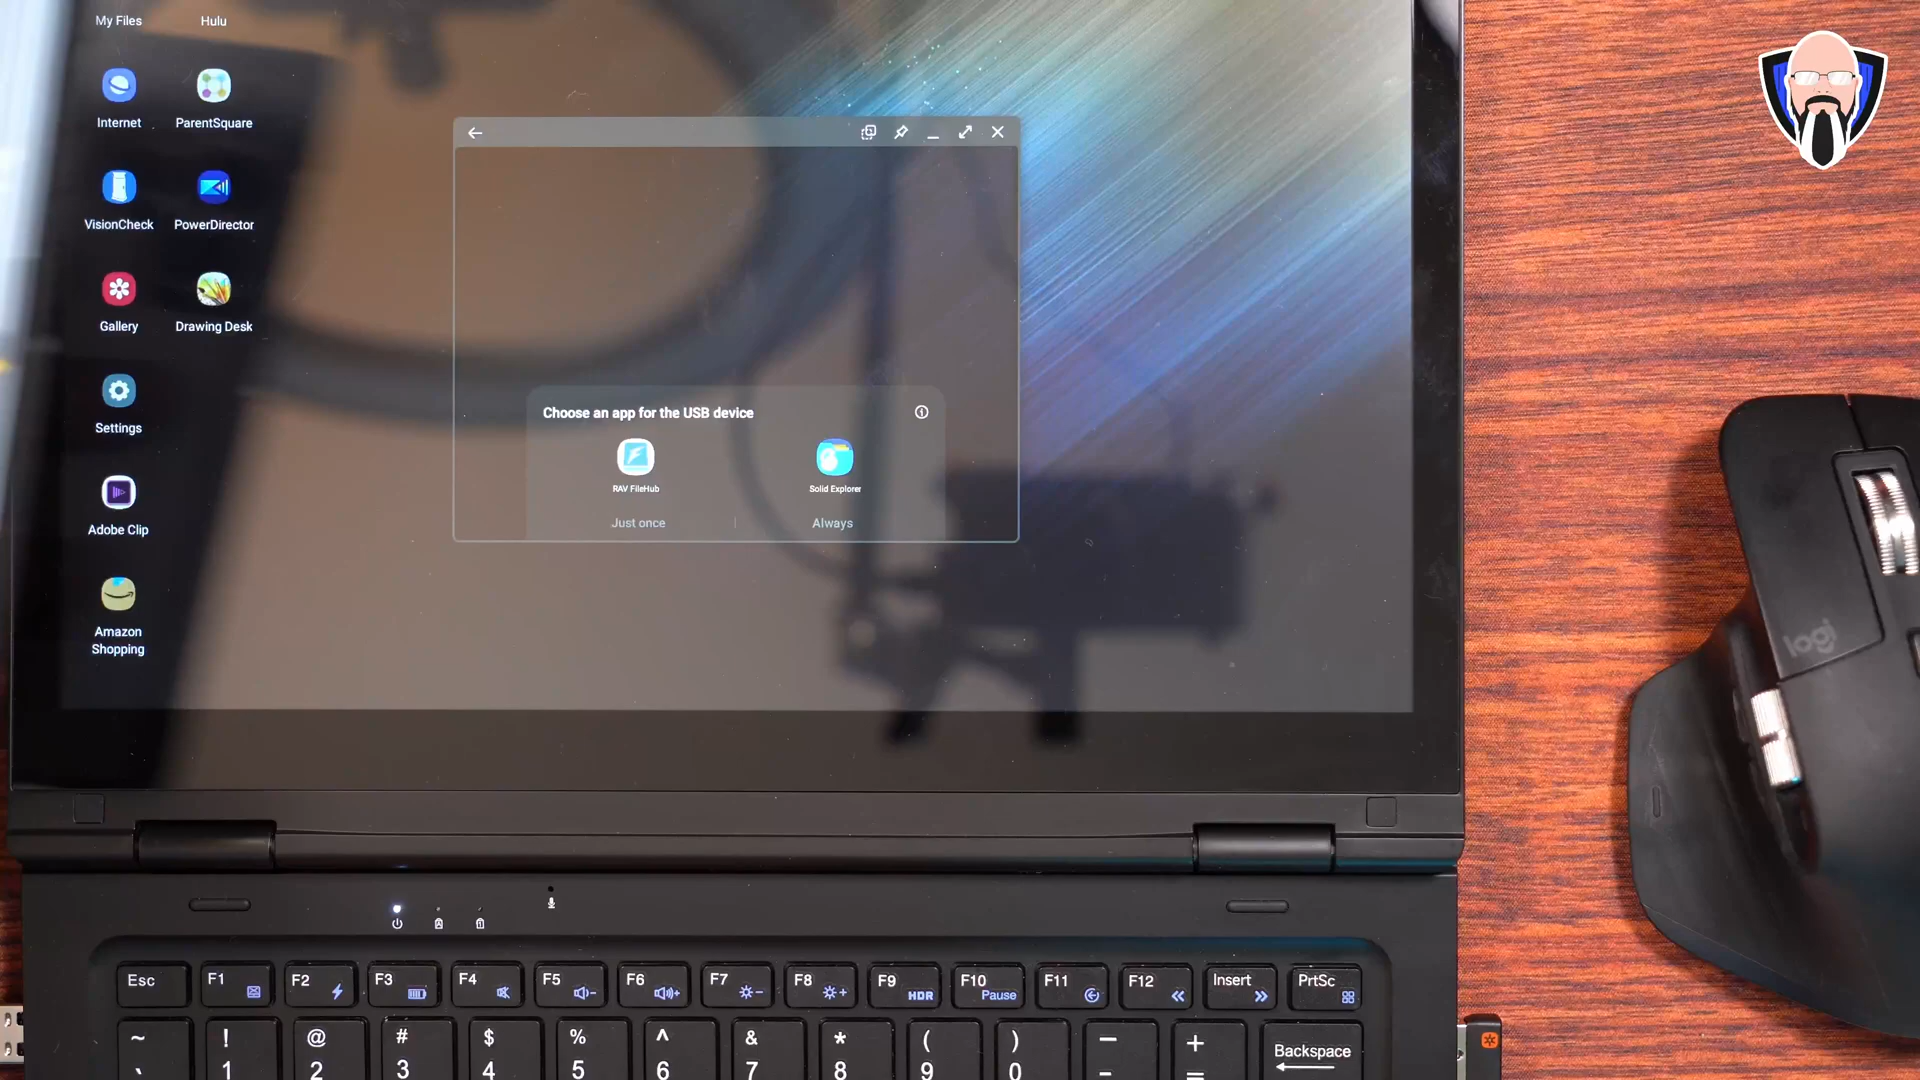 My Files
Hulu
Internet
ParentSquare
VisionCheck
PowerDirector
Gallery
Drawing Desk
Settings
Adobe Clip
Amazon
Shopping
Choose an app for the USB device
RAV FileHub
Solid Explorer
Just once
Always
logi
Esc
F1
F2
F3
F4
F5
F6
F7
F8
F9
HDR
F10
Pause
F11
F12
Insert
PrtSc
~
!
@
#
$
%
^
&
*
(
)
—
+
Backspace
`
1
2
3
4
5
6
7
8
9
0
-
=